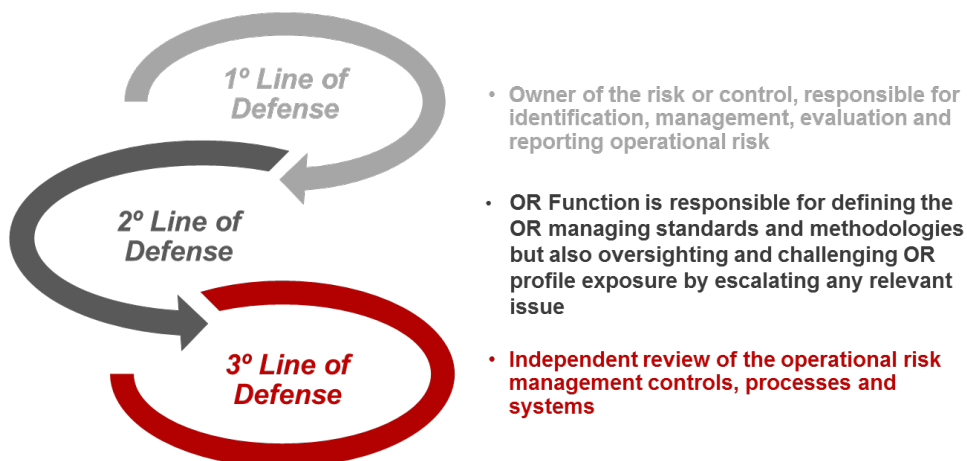 1º Line of
Defense
• Owner of the risk or control, responsible for
identification, management, evaluation and
reporting operational risk
2º Line of
Defense
• OR Function is responsible for defining the
OR managing standards and methodologies
but also oversighting and challenging OR
profile exposure by escalating any relevant
issue
3º Line of
Defense
• Independent review of the operational risk
management controls, processes and
systems